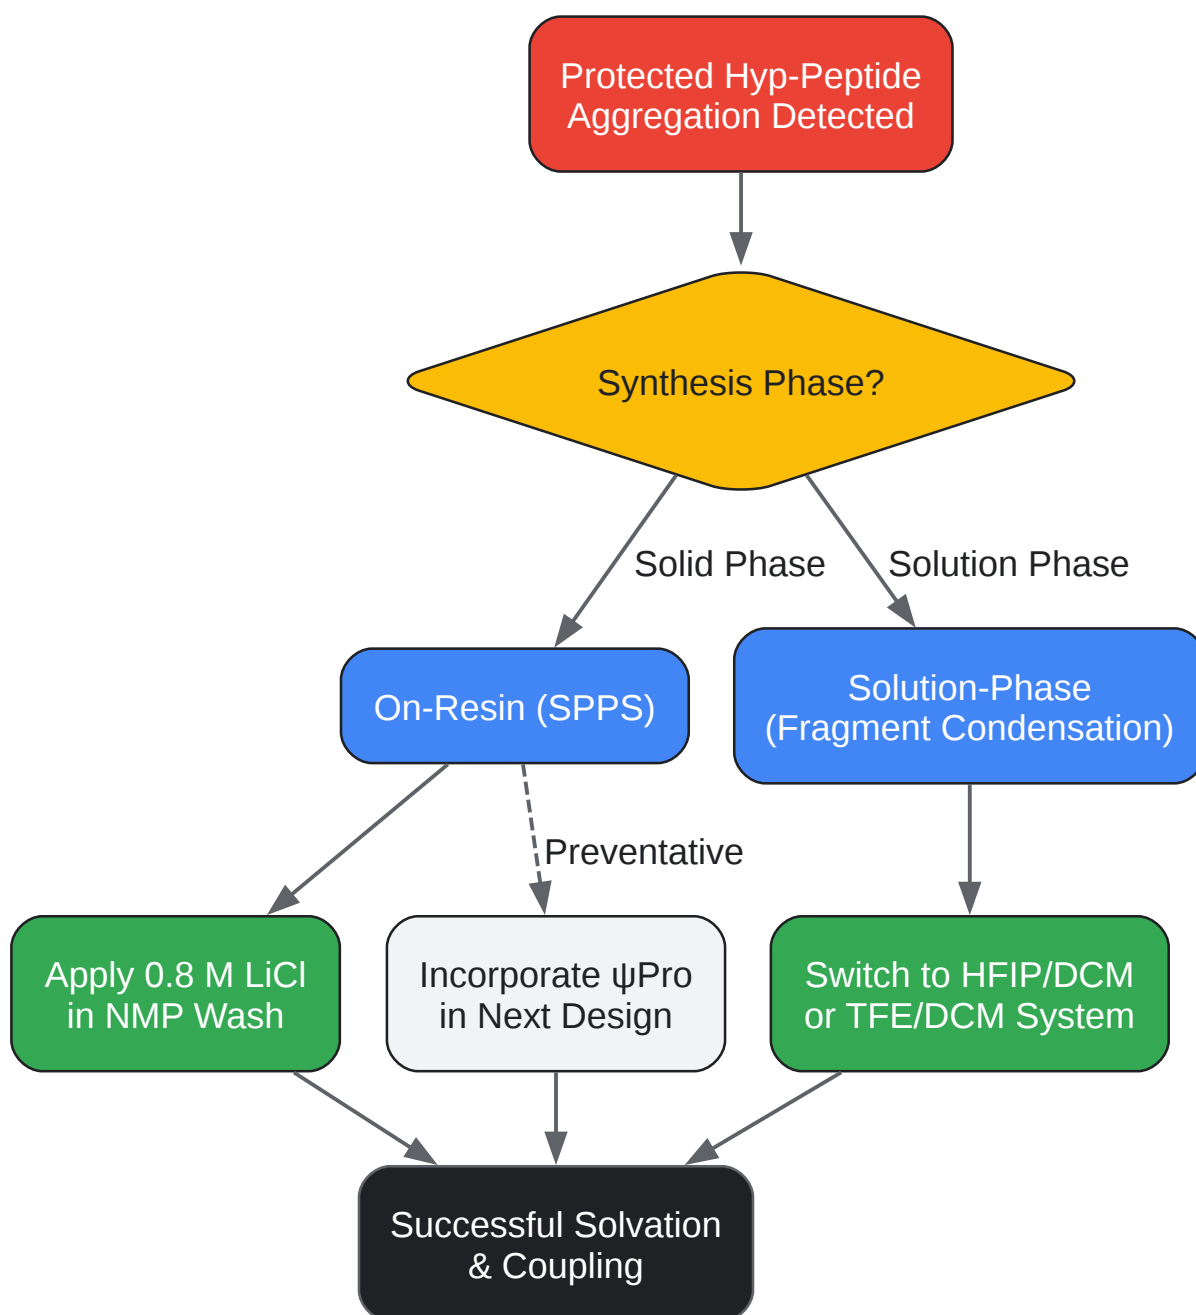 Protected Hyp-Peptide
Aggregation Detected
Synthesis Phase?
Solid Phase
Solution Phase
On-Resin (SPPS)
Solution-Phase
(Fragment Condensation)
Preventative
Apply 0.8 M LiCl
in NMP Wash
Incorporate ψPro
in Next Design
Switch to HFIP/DCM
or TFE/DCM System
Successful Solvation
& Coupling